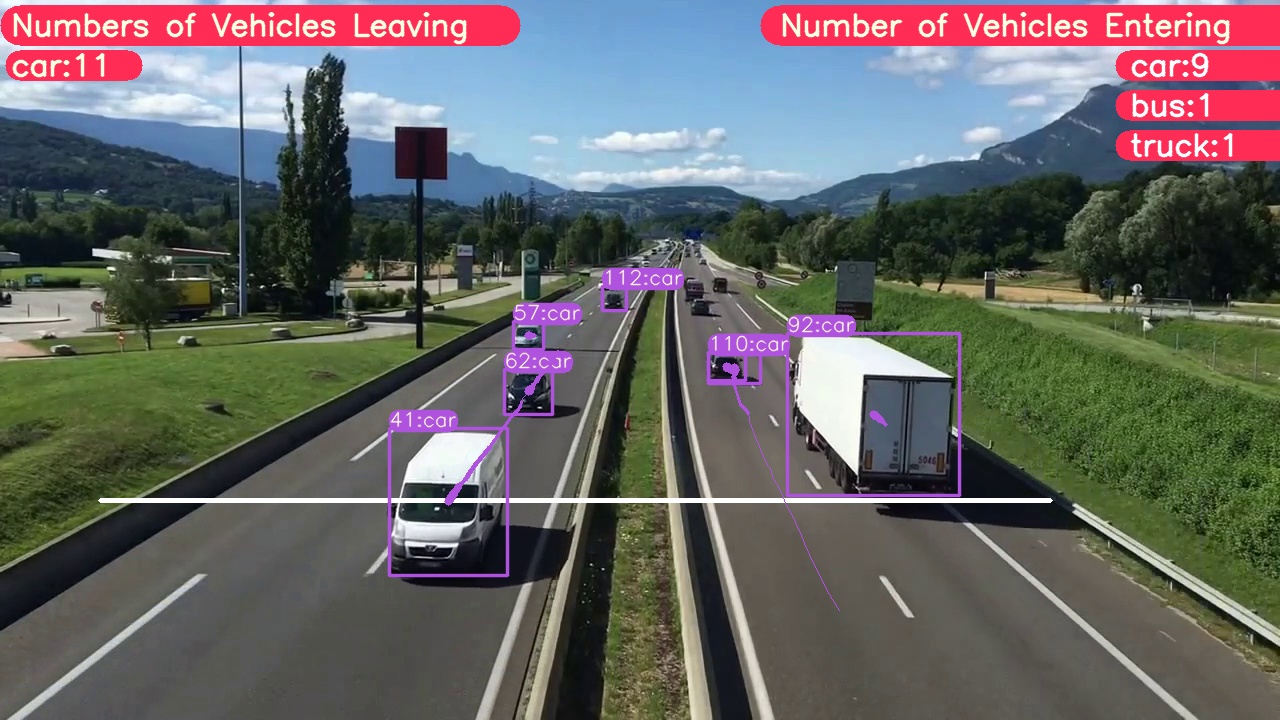 Numbers of Vehicles Leaving
Number of Vehicles Entering
car:11
car:9
bus:1
truck:1
112:car
57:car
92:car
110:car
62:car
41:car
5046